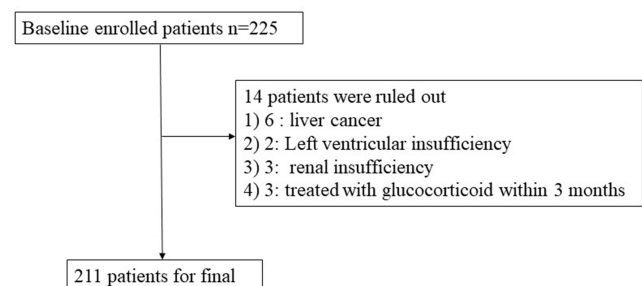 Baseline enrolled patients n=225
14 patients were ruled out
1) 6 : liver cancer
2) 2: Left ventricular insufficiency
3) 3:  renal insufficiency
4) 3: treated with glucocorticoid within 3 months
211 patients for final